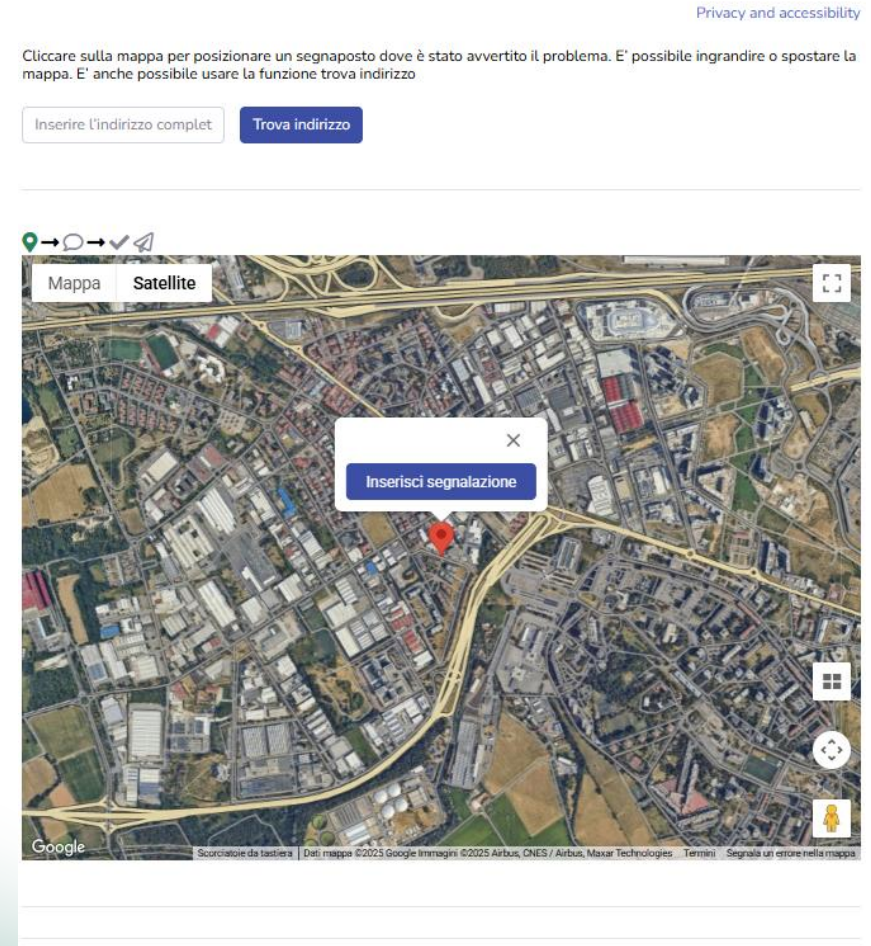 Privacy and accessibility
Cliccare sulla mappa per posizionare un segnaposto dove è stato avvertito il problema. E' possibile ingrandire o spostare la
mappa. E' anche possibile usare la funzione trova indirizzo
Inserire l'indirizzo complet
Trova indirizzo
Mappa
Satellite
Inserisci segnalazione
Google
Scorciatoie da tastiera
Dati mappa ©2025 Google Immagini ©2025 Airbus, CNES / Airbus, Maxar Technologies
Termini
Segnala un errore nella mappa